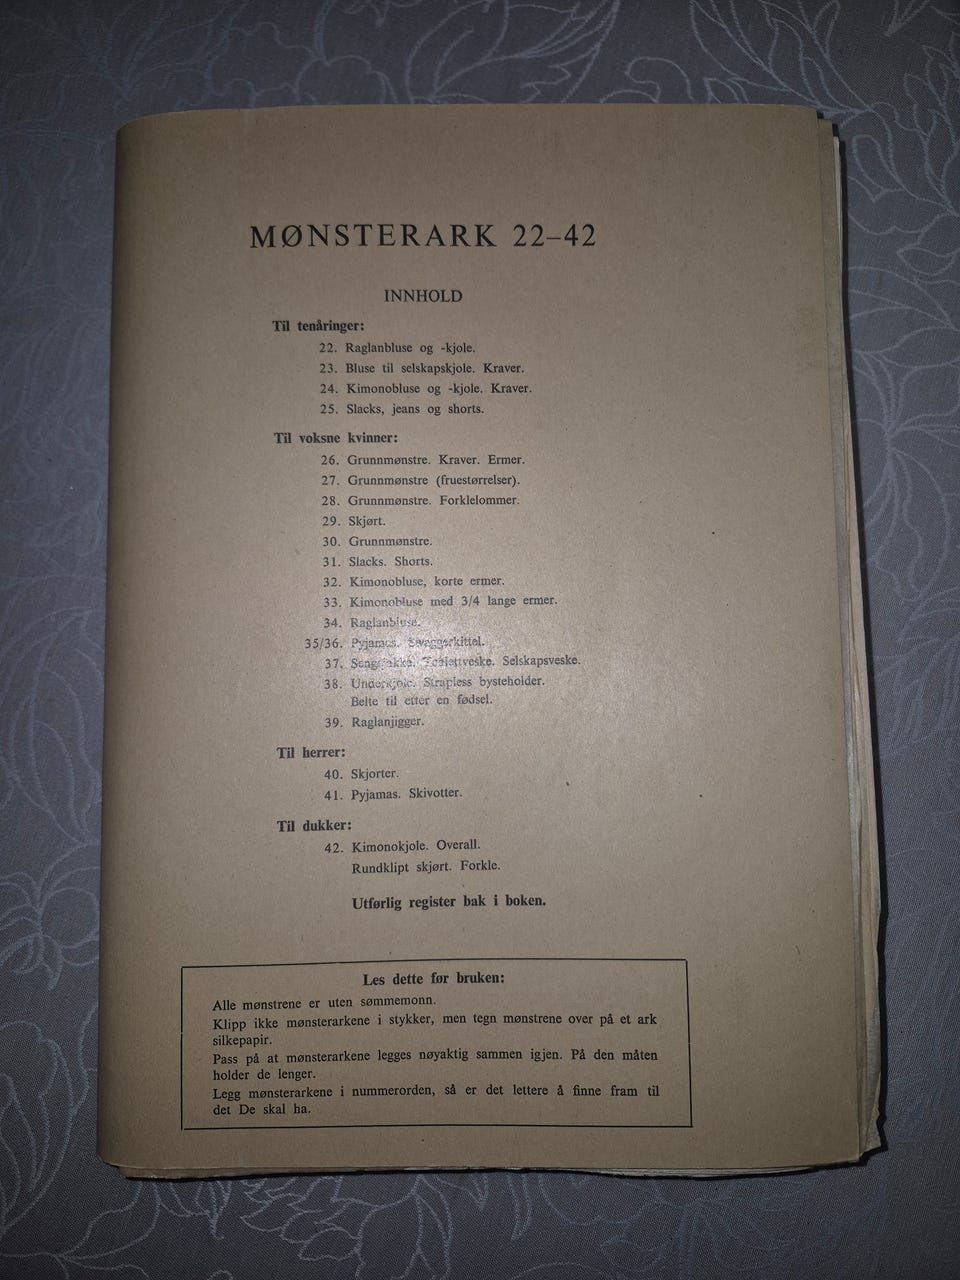 MØNSTERARK 22–42
INNHOLD
Til tenåringer:
22. Raglanbluse og -kjole.
23. Bluse til selskapskjole. Kraver.
24. Kimonobluse og -kjole. Kraver.
25. Slacks, jeans og shorts.
Til voksne kvinner:
26. Grunnmønstre. Kraver. Ermer.
27. Grunnmønstre (fruestørrelser).
28. Grunnmønstre. Forklelommer.
29. Skjørt.
30. Grunnmønstre.
31. Slacks. Shorts.
32. Kimonobluse, korte ermer.
33. Kimonobluse med 3/4 lange ermer.
34. Raglanbluse.
35/36. Pyjamas. Swaggerkittel.
37. Sengejakke. Toalettveske. Selskapsveske.
38. Underkjole. Strapless bysteholder.
Belte til etter en fødsel.
39. Raglanjigger.
Til herrer:
40. Skjorter.
41. Pyjamas. Skivotter.
Til dukker:
42. Kimonokjole. Overall.
Rundklipt skjørt. Forkle.
Utførlig register bak i boken.
Les dette før bruken:
Alle mønstrene er uten sømmemonn.
Klipp ikke mønsterarkene i stykker, men tegn mønstrene over på et ark
silkepapir.
Pass på at mønsterarkene legges nøyaktig sammen igjen. På den måten
holder de lenger.
Legg mønsterarkene i nummerorden, så er det lettere å finne fram til
det De skal ha.